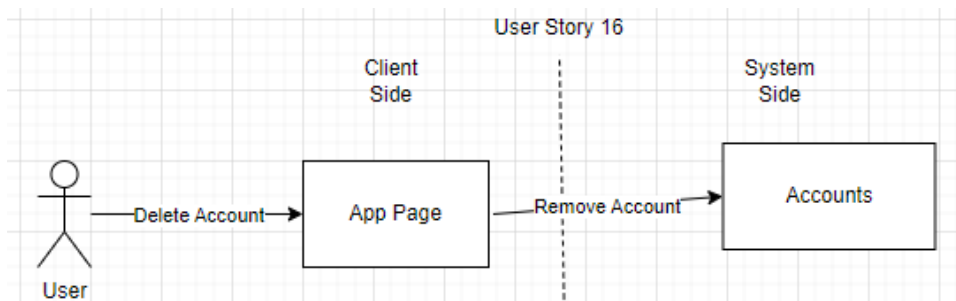 User Story 16
Client
Side
System
Side
Delete Account
App Page
Remove Account
Accounts
User